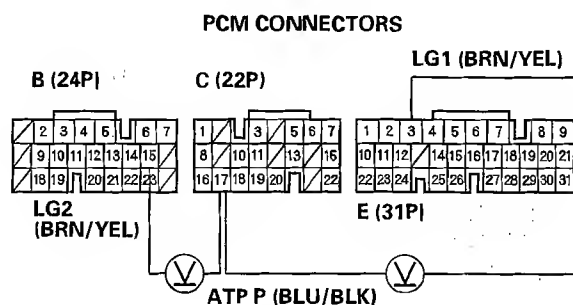 PCM CONNECTORS
B (24P)
C (22P)
LG1 (BRN/YEL)
2 3 4 5 6 7
9 10 11 12 13 14 15
18 19 20 21 22 23
1 3 5 6 7
8 10 11 13 15
16 17 18 19 20 22
1 2 3 4 5 6 7 8 9
10 11 12 14 15 16 17 18 19 20 21
22 23 24 25 26 27 28 29 30 31
LG2
(BRN/YEL)
E (31P)
V V
ATP P (BLU/BLK)